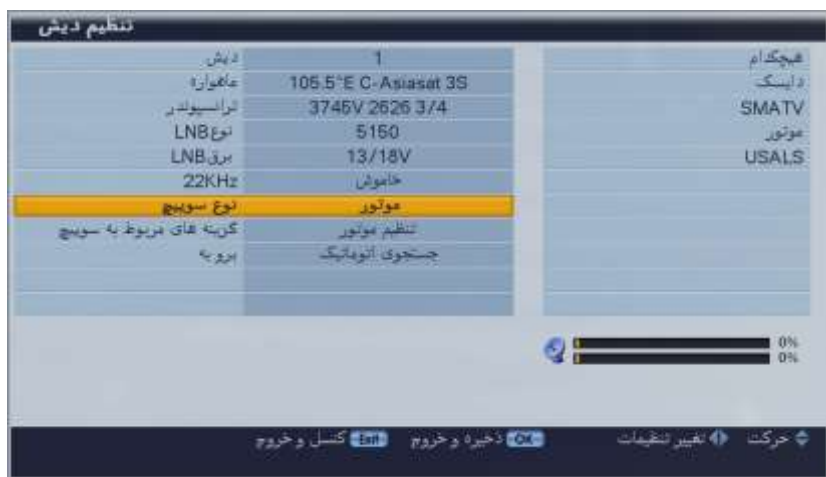 تنظیم دیش
دیش 1
ماهواره 105.5°E C-Asiasat 3S
ترانسپوندر 3745V 2626 3/4
نوع LNB 5150
برق LNB 13/18V
22KHz خاموش
نوع سوییچ موتور
گزینه های مربوط به سوییچ تنظیم موتور
برو به جستجوی اتوماتیک
هیچکدام
دایسک
SMATV
موتور
USALS
0%
0%
حرکت تغییر تنظیمات OK ذخیره و خروج Exit کنسل و خروج